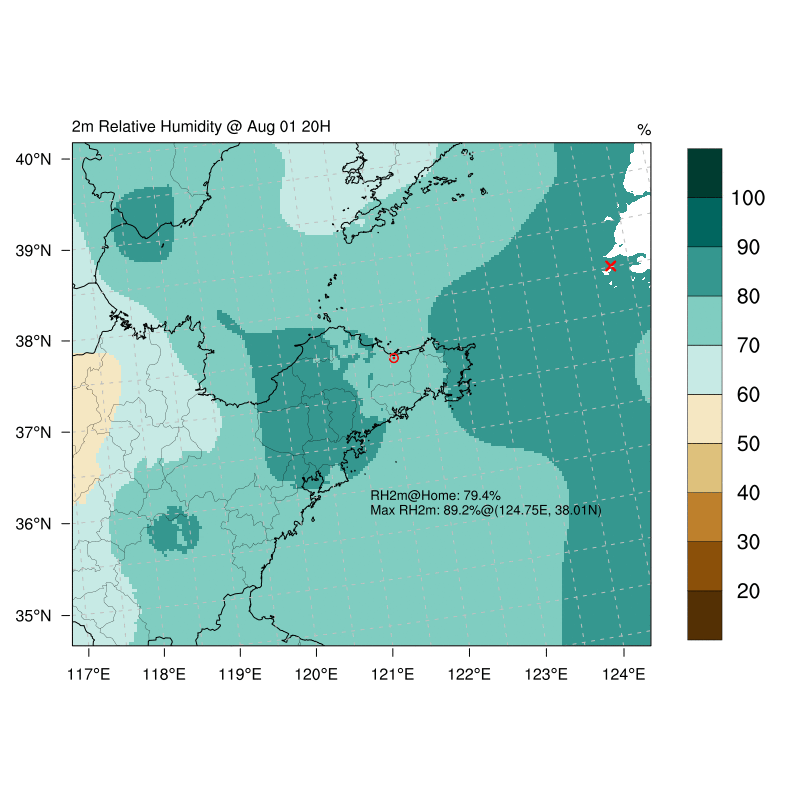 2m Relative Humidity @ Aug 01 20H
%
40°N
39°N
38°N
37°N
36°N
35°N
117°E
118°E
119°E
120°E
121°E
122°E
123°E
124°E
RH2m@Home: 79.4%
Max RH2m: 89.2%@(124.75E, 38.01N)
100
90
80
70
60
50
40
30
20